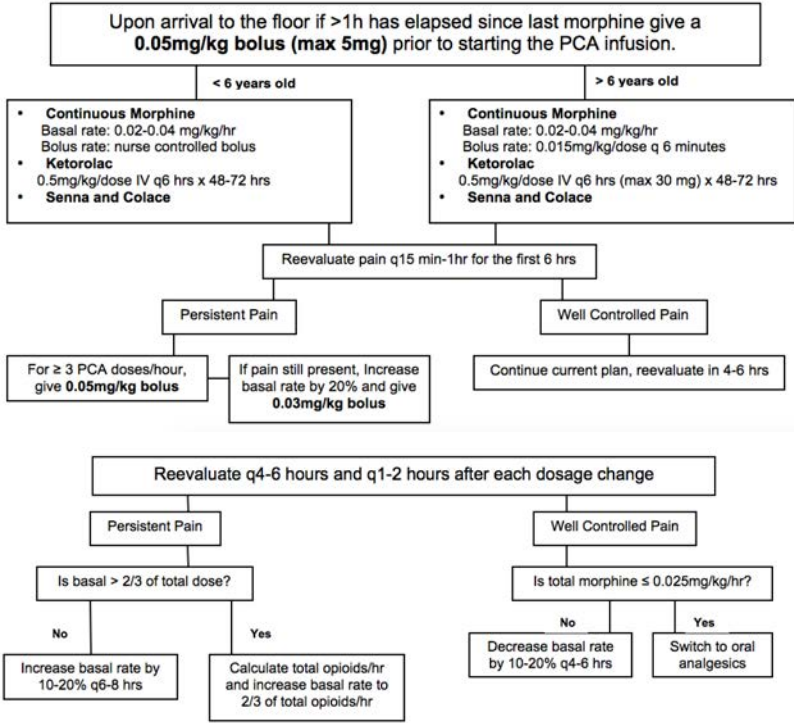 Upon arrival to the floor if >1h has elapsed since last morphine give a
0.05mg/kg bolus (max 5mg) prior to starting the PCA infusion.
< 6 years old
> 6 years old
• Continuous Morphine
Basal rate: 0.02-0.04 mg/kg/hr
Bolus rate: nurse controlled bolus
• Ketorolac
0.5mg/kg/dose IV q6 hrs x 48-72 hrs
• Senna and Colace
• Continuous Morphine
Basal rate: 0.02-0.04 mg/kg/hr
Bolus rate: 0.015mg/kg/dose q 6 minutes
• Ketorolac
0.5mg/kg/dose IV q6 hrs (max 30 mg) x 48-72 hrs
• Senna and Colace
Reevaluate pain q15 min-1hr for the first 6 hrs
Persistent Pain
Well Controlled Pain
For ≥ 3 PCA doses/hour,
give 0.05mg/kg bolus
If pain still present, Increase
basal rate by 20% and give
0.03mg/kg bolus
Continue current plan, reevaluate in 4-6 hrs
Reevaluate q4-6 hours and q1-2 hours after each dosage change
Persistent Pain
Well Controlled Pain
Is basal > 2/3 of total dose?
Is total morphine ≤ 0.025mg/kg/hr?
No
Yes
No
Yes
Increase basal rate by
10-20% q6-8 hrs
Calculate total opioids/hr
and increase basal rate to
2/3 of total opioids/hr
Decrease basal rate
by 10-20% q4-6 hrs
Switch to oral
analgesics